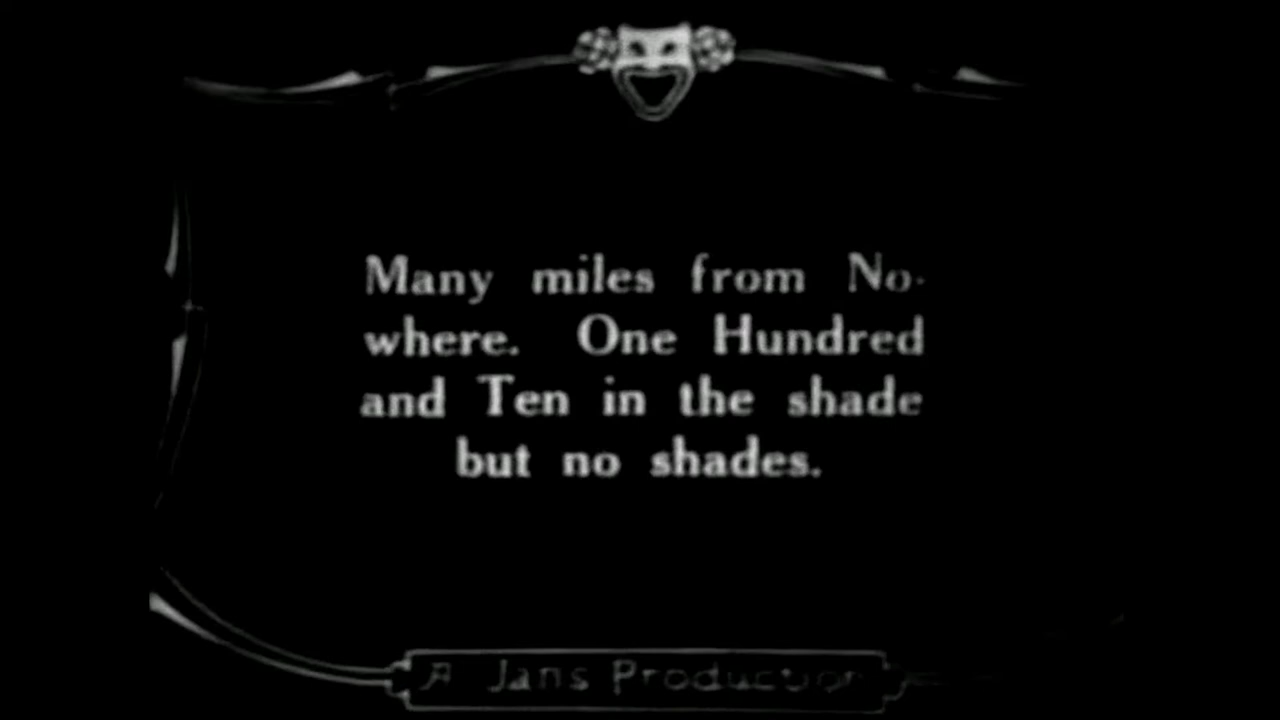 Many miles from No-
where. One Hundred
and Ten in the shade
but no shades.
A Jans Production